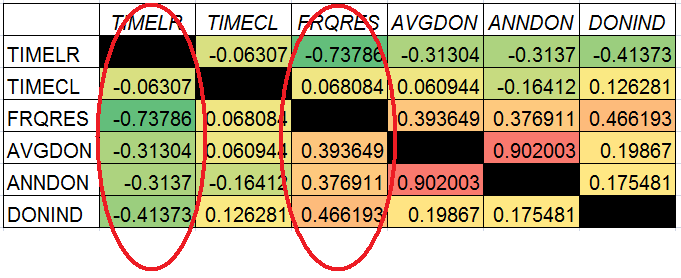 TIMELR TIMECL FRQRES AVGDON ANNDON DONIND
TIMELR -0.06307 -0.73786 -0.31304 -0.3137 -0.41373
TIMECL -0.06307 0.068084 0.060944 -0.16412 0.126281
FRQRES -0.73786 0.068084 0.393649 0.376911 0.466193
AVGDON -0.31304 0.060944 0.393649 0.902003 0.19867
ANNDON -0.3137 -0.16412 0.376911 0.902003 0.175481
DONIND -0.41373 0.126281 0.466193 0.19867 0.175481